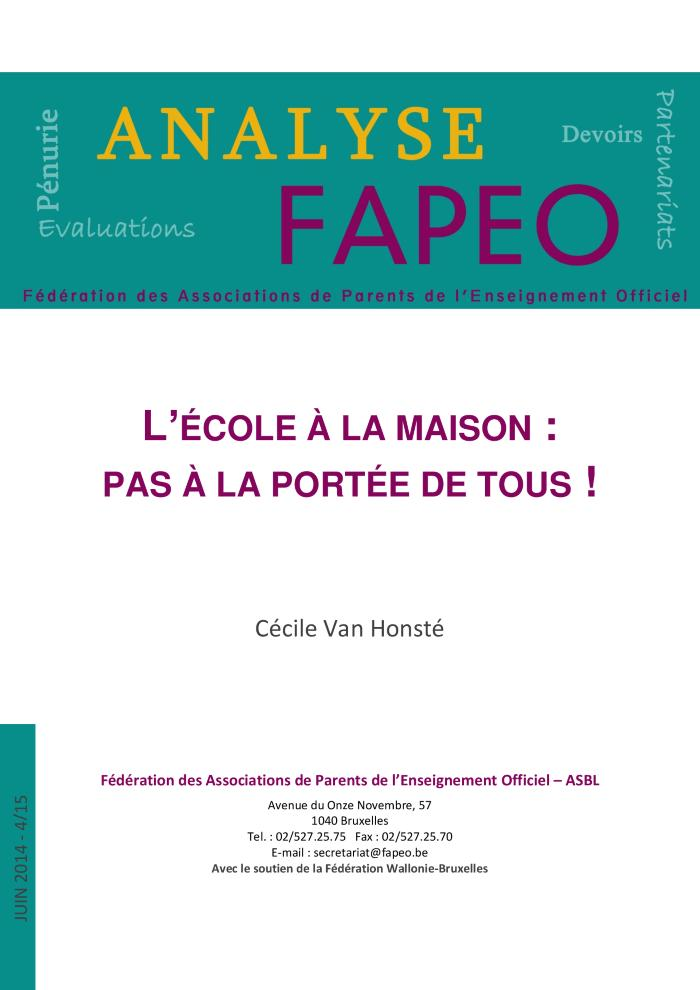 Pénurie
ANALYSE
Devoirs
Partenariats
Evaluations
FAPEO
Fédération des Associations de Parents de l'Enseignement Officiel
L'ÉCOLE À LA MAISON :
PAS À LA PORTÉE DE TOUS !
Cécile Van Honsté
Fédération des Associations de Parents de l'Enseignement Officiel – ASBL
Avenue du Onze Novembre, 57
1040 Bruxelles
Tel. : 02/527.25.75 Fax : 02/527.25.70
E-mail : secretariat@fapeo.be
Avec le soutien de la Fédération Wallonie-Bruxelles
JUIN 2014 - 4/15